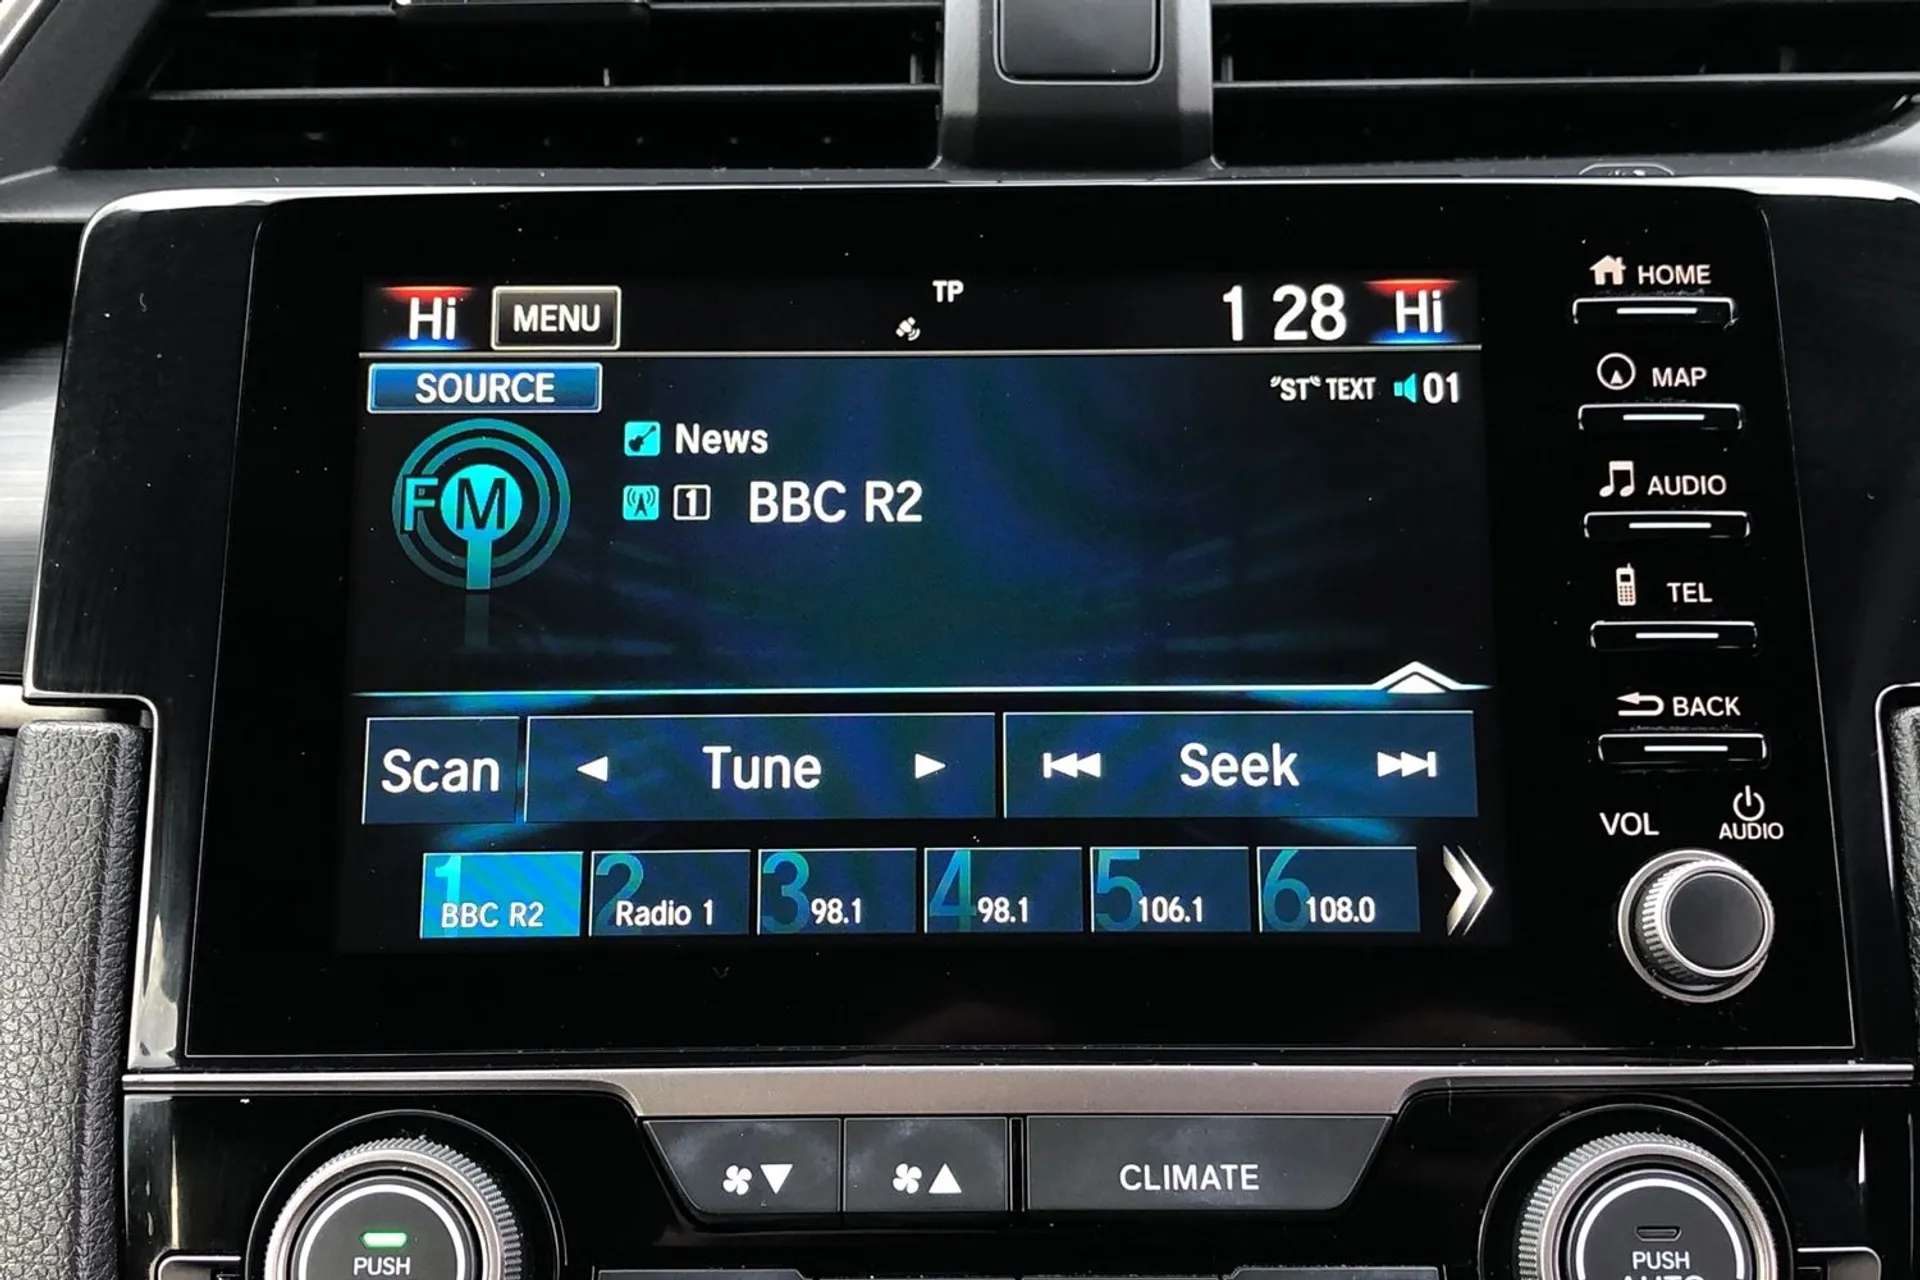 Hi MENU TP 1 28 Hi
SOURCE "ST" TEXT 01
News
FM 1 BBC R2
Scan Tune Seek
1 BBC R2 2 Radio 1 3 98.1 4 98.1 5 106.1 6 108.0
HOME
MAP
AUDIO
TEL
BACK
VOL AUDIO
CLIMATE
PUSH
PUSH
AUTO